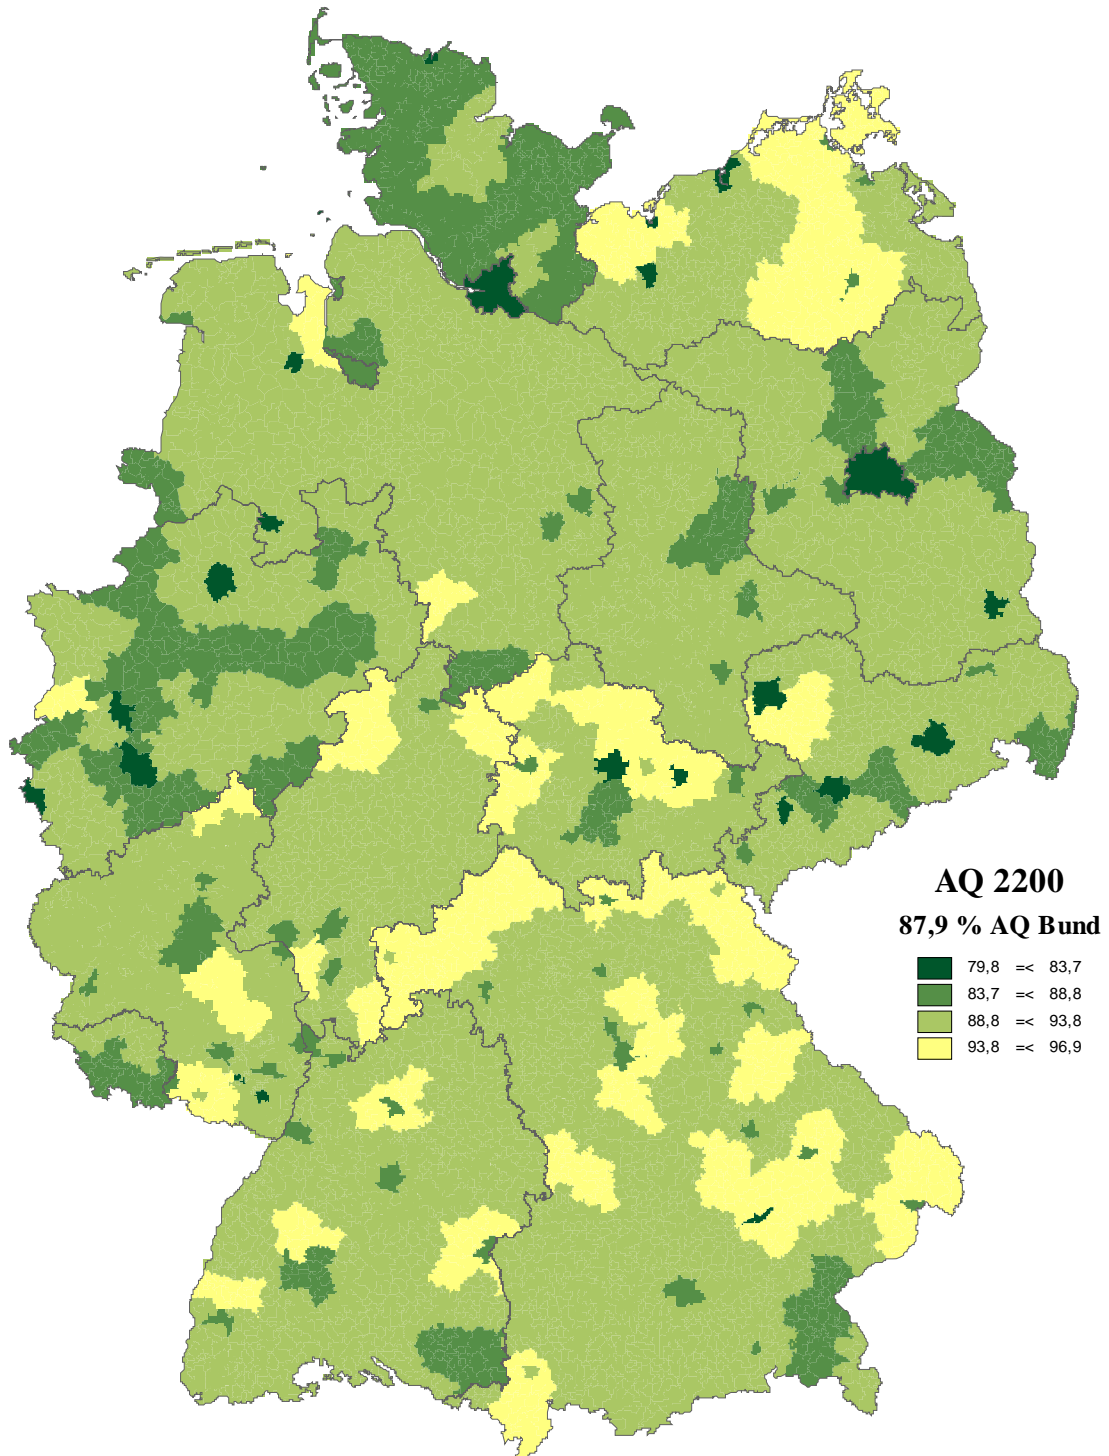 AQ 2200
87,9 % AQ Bund
79,8 =< 83,7
83,7 =< 88,8
88,8 =< 93,8
93,8 =< 96,9